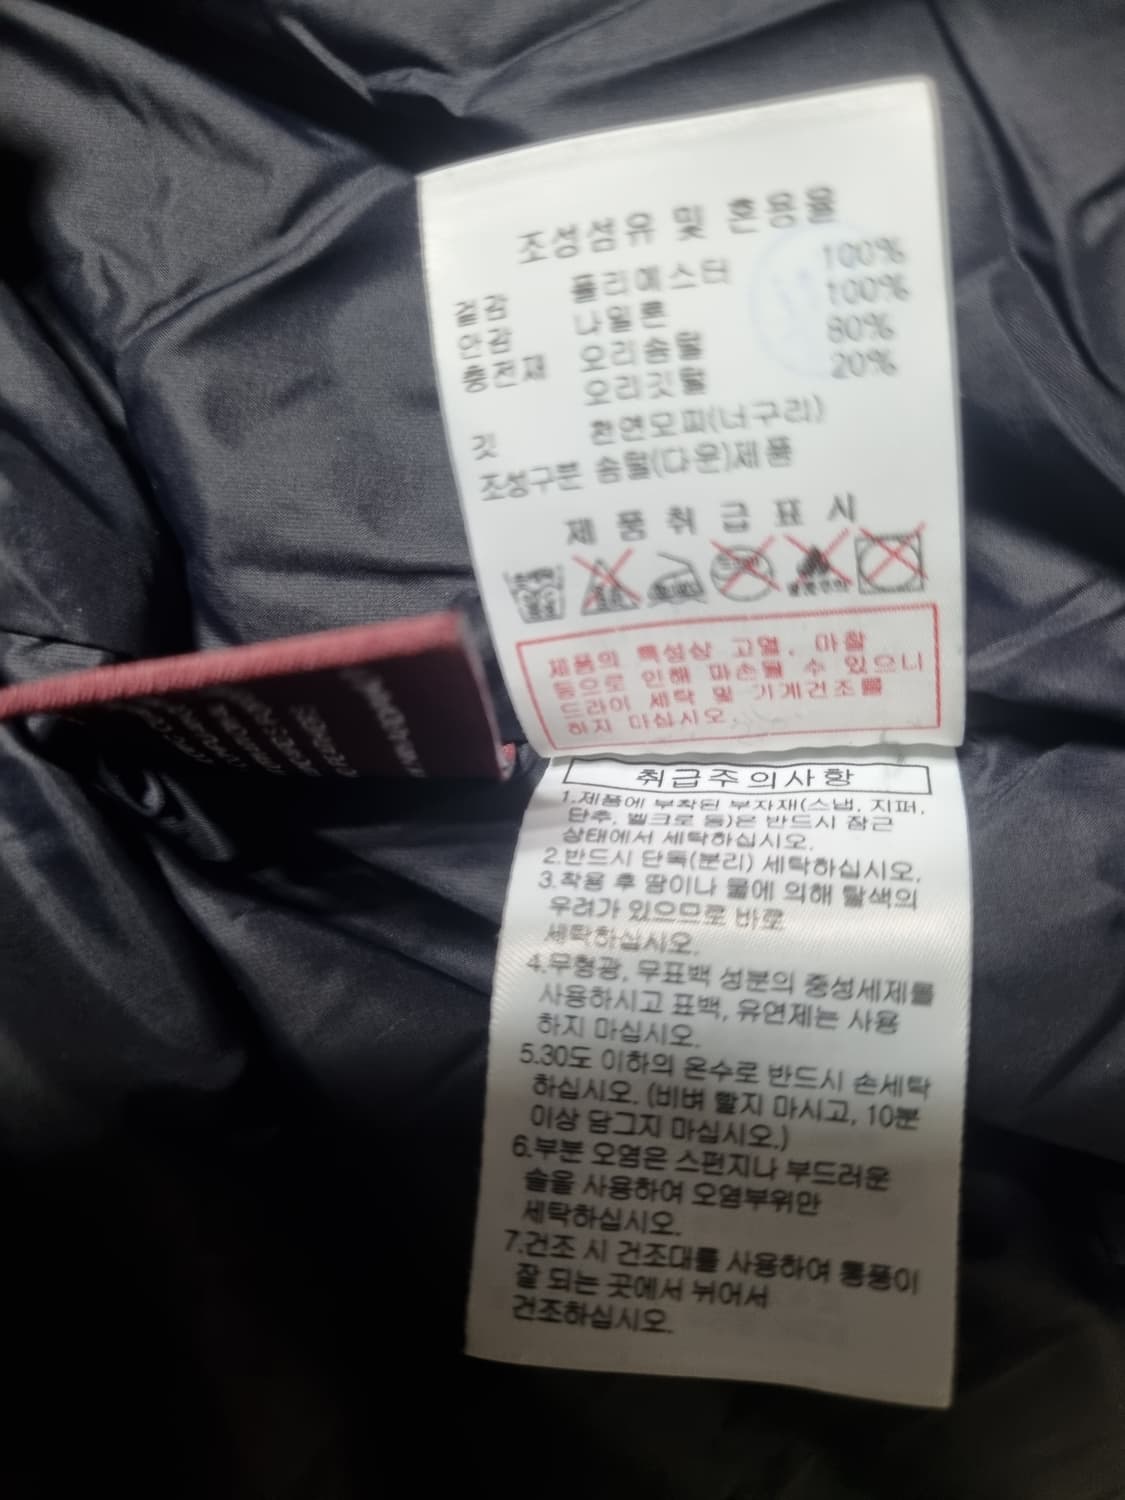 조성섬유 및 혼용율
겉감 폴리에스터 100%
안감 나일론 100%
충전재 오리솜털 80%
오리깃털 20%
깃 천연모피(너구리)
조성구분 솜털(다운)제품
제품취급표시
제품의 특성상 고열, 마찰
등으로 인해 파손될 수 있으니
드라이 세탁 및 기계건조를
하지 마십시오.
취급주의사항
1.제품에 부착된 부자재(스냅, 지퍼,
단추, 벨크로 등)은 반드시 잠근
상태에서 세탁하십시오.
2.반드시 단독(분리) 세탁하십시오.
3.착용 후 땀이나 물에 의해 탈색의
우려가 있으므로 바로
세탁하십시오.
4.무형광, 무표백 성분의 중성세제를
사용하시고 표백, 유연제는 사용
하지 마십시오.
5.30도 이하의 온수로 반드시 손세탁
하십시오. (비벼 빨지 마시고, 10분
이상 담그지 마십시오.)
6.부분 오염은 스펀지나 부드러운
솔을 사용하여 오염부위만
세탁하십시오.
7.건조 시 건조대를 사용하여 통풍이
잘 되는 곳에서 뉘어서
건조하십시오.